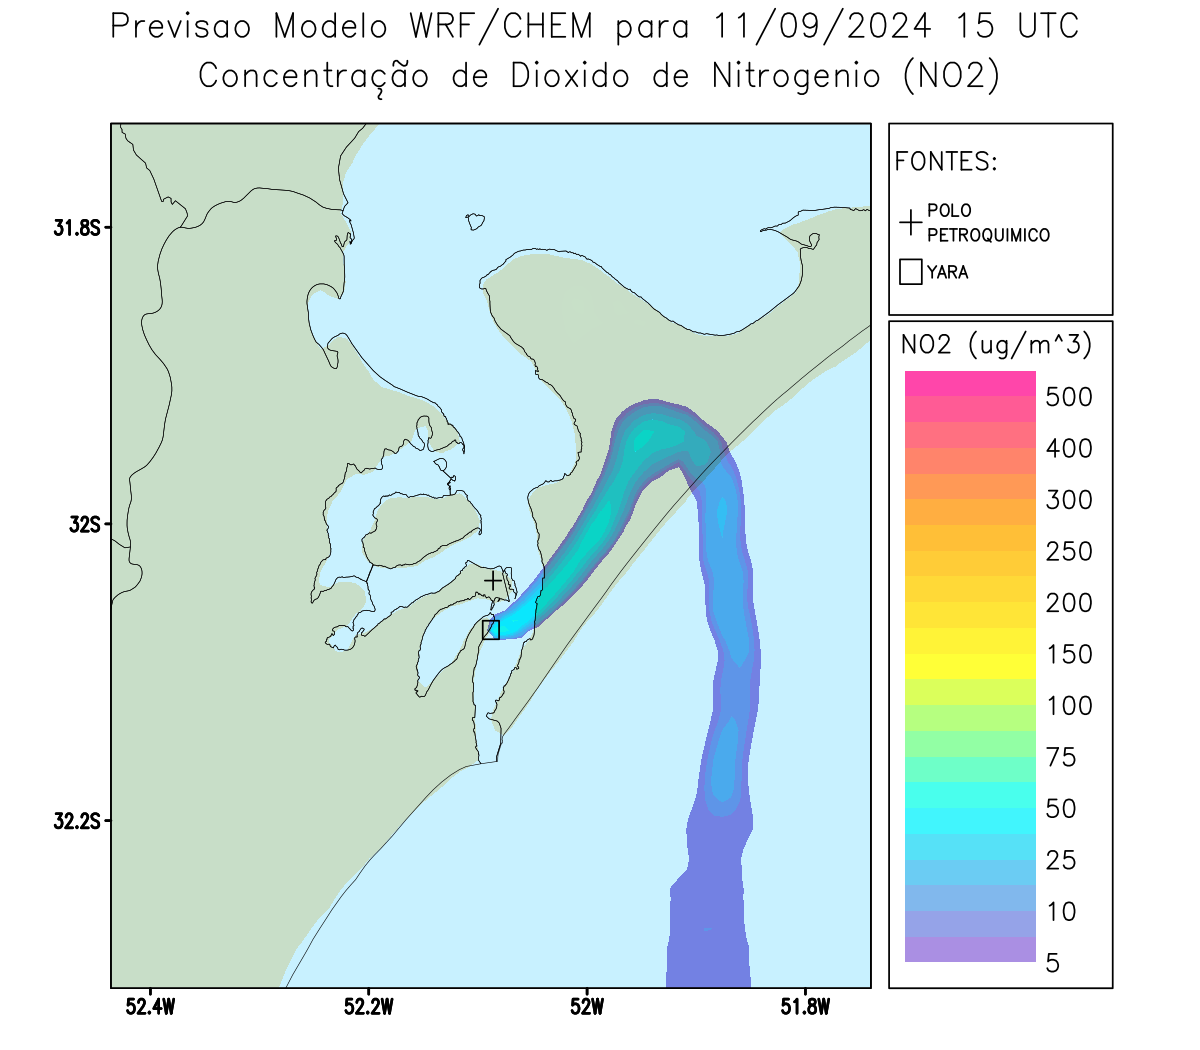 Previsao Modelo WRF/CHEM para 11/09/2024 15 UTC
Concentração de Dioxido de Nitrogenio (NO2)
FONTES:
POLO
PETROQUIMICO
YARA
NO2 (ug/m^3)
500
400
300
250
200
150
100
75
50
25
10
5
31.8S
32S
32.2S
52.4W
52.2W
52W
51.8W